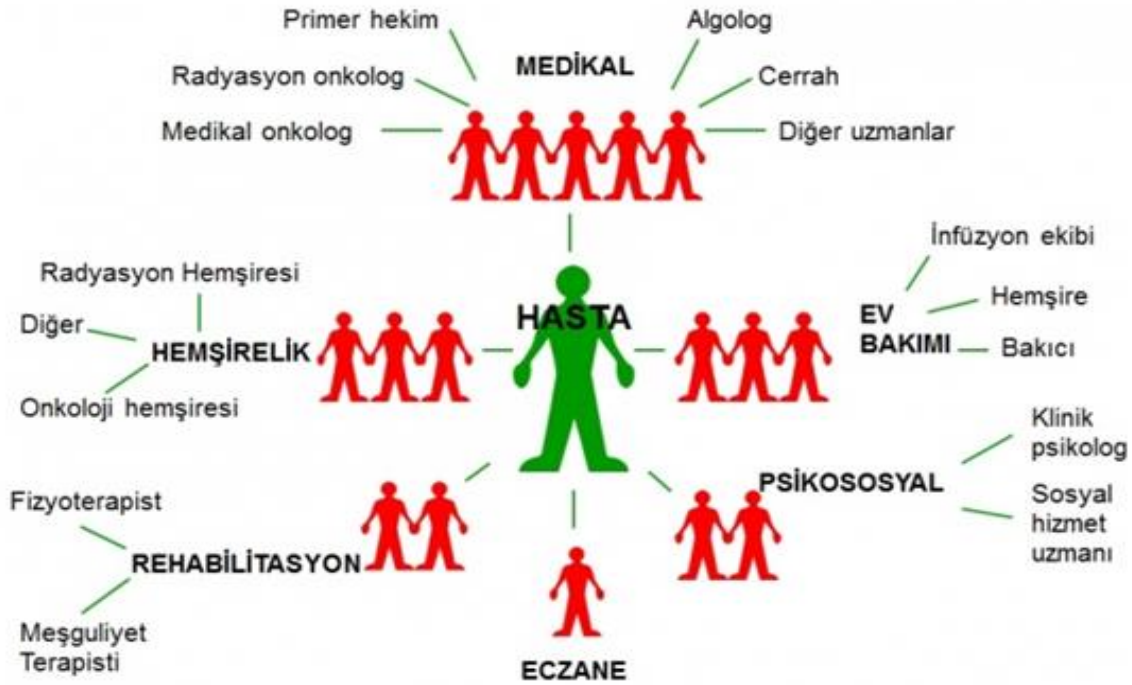 Primer hekim
Algolog
MEDİKAL
Radyasyon onkolog
Cerrah
Medikal onkolog
Diğer uzmanlar
İnfüzyon ekibi
Radyasyon Hemşiresi
Hemşire
HASTA
EV
BAKIMI
Diğer
HEMŞİRELİK
Bakıcı
Onkoloji hemşiresi
Klinik
psikolog
PSİKOSOSYAL
Sosyal
hizmet
uzmanı
Fizyoterapist
REHABİLİTASYON
Meşguliyet
Terapisti
ECZANE